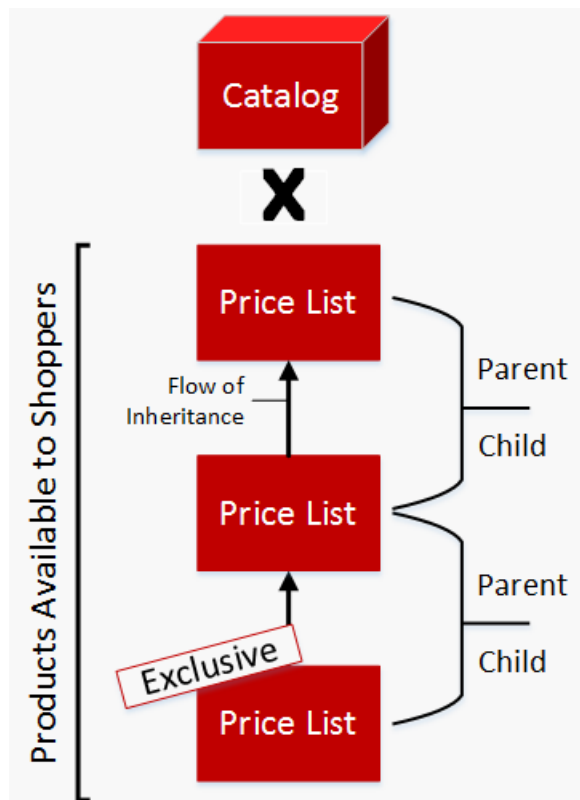 Catalog
X
Price List
Flow of
Inheritance
Parent
Child
Price List
Parent
Child
Exclusive
Price List
Products Available to Shoppers